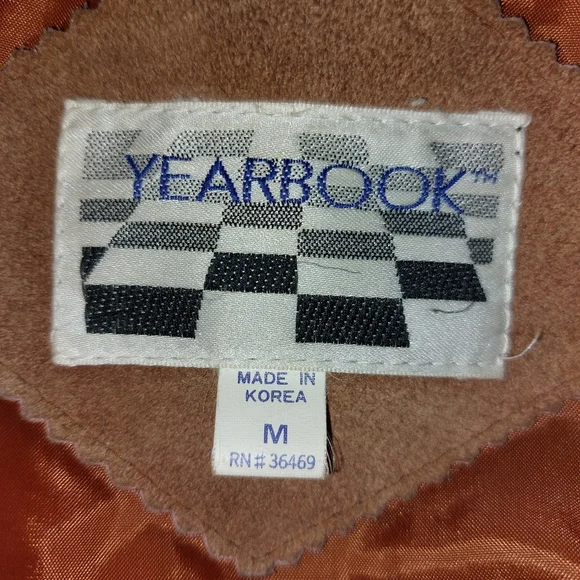 YEARBOOK™
MADE IN
KOREA
M
RN# 36469